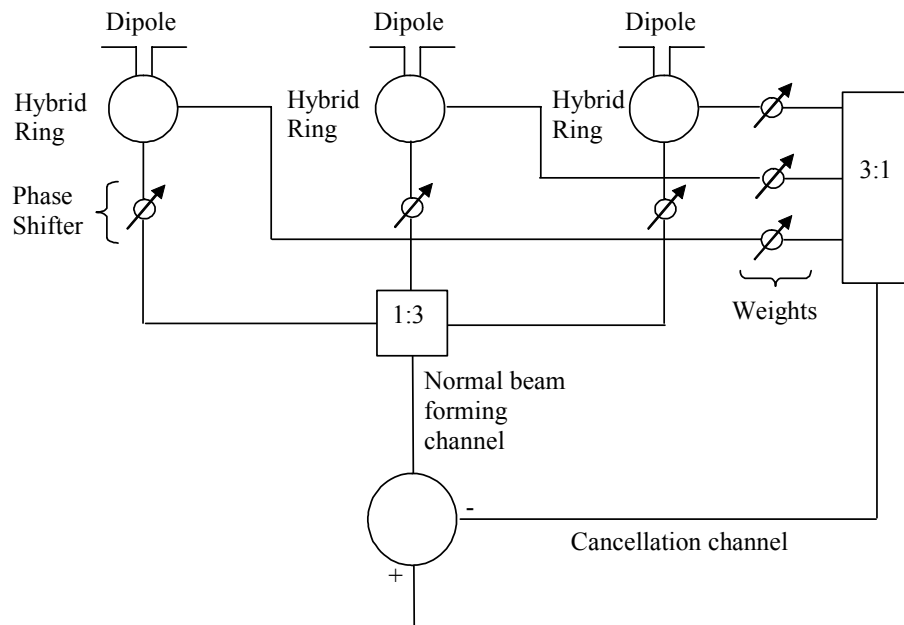 Dipole
Dipole
Dipole
Hybrid
Ring
Hybrid
Ring
Hybrid
Ring
3:1
Phase
Shifter
Weights
1:3
Normal beam
forming
channel
-
Cancellation channel
+